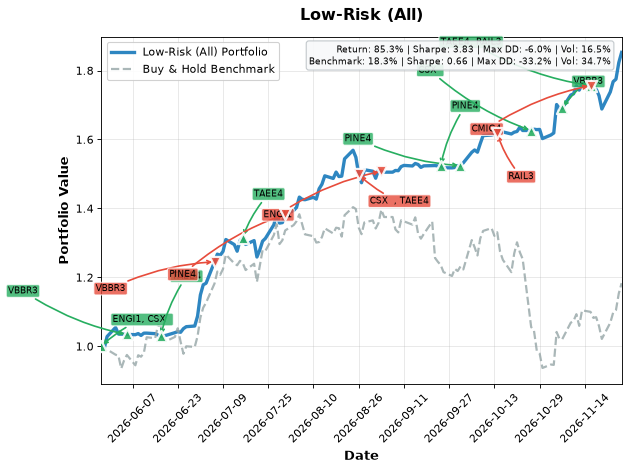 Low-Risk (All)
Low-Risk (All) Portfolio
Buy & Hold Benchmark
Return: 85.3% | Sharpe: 3.83 | Max DD: -6.0% | Vol: 16.5%
Benchmark: 18.3% | Sharpe: 0.66 | Max DD: -33.2% | Vol: 34.7%
VBBR3
PINE4
PINE4
CMIG4
RAIL3
TAEE4
CSX , TAEE4
PINE4
VBBR3
VBBR3
ENGI1, CSX
Portfolio Value
1.8
1.6
1.4
1.2
1.0
2026-06-07
2026-06-23
2026-07-09
2026-07-25
2026-08-10
2026-08-26
2026-09-11
2026-09-27
2026-10-13
2026-10-29
2026-11-14
Date